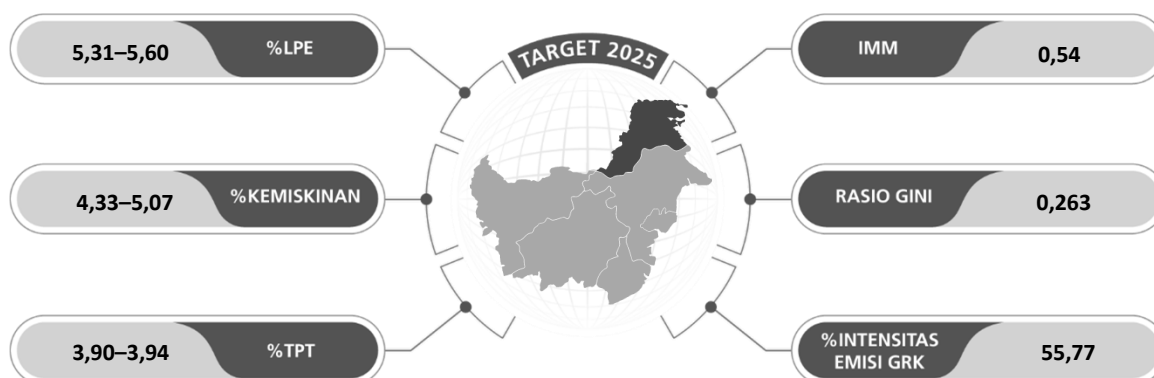 TARGET 2025
5,31–5,60 %LPE
4,33–5,07 %KEMISKINAN
3,90–3,94 %TPT
IMM 0,54
RASIO GINI 0,263
%INTENSITAS
EMISI GRK 55,77